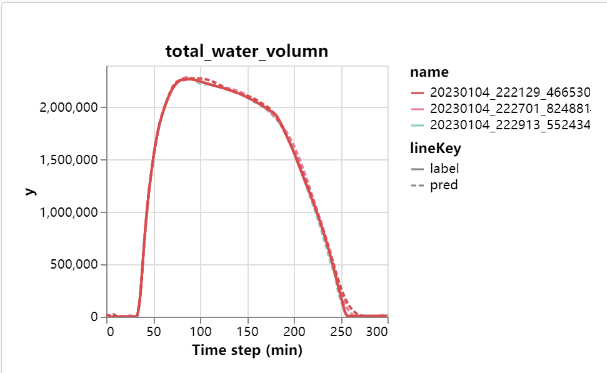 total_water_volumn
name
20230104_222129_466530
20230104_222701_824881
20230104_222913_552434
lineKey
label
pred
y
2,000,000
1,500,000
1,000,000
500,000
0
0 50 100 150 200 250 300
Time step (min)